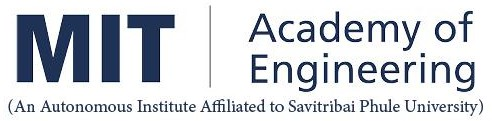 MIT
Academy of
Engineering
(An Autonomous Institute Affiliated to Savitribai Phule University)